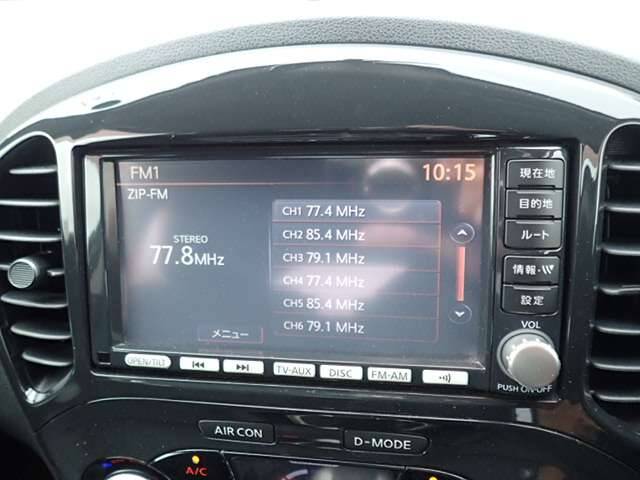 FM1 10:15
ZIP-FM
STEREO
77.8MHz
CH1 77.4 MHz
CH2 85.4 MHz
CH3 79.1 MHz
CH4 77.4 MHz
CH5 85.4 MHz
CH6 79.1 MHz
メニュー
現在地
目的地
ルート
情報・VV
設定
VOL
PUSH ON-OFF
OPEN/TILT TV-AUX DISC FM-AM
AIR CON D-MODE
A/C